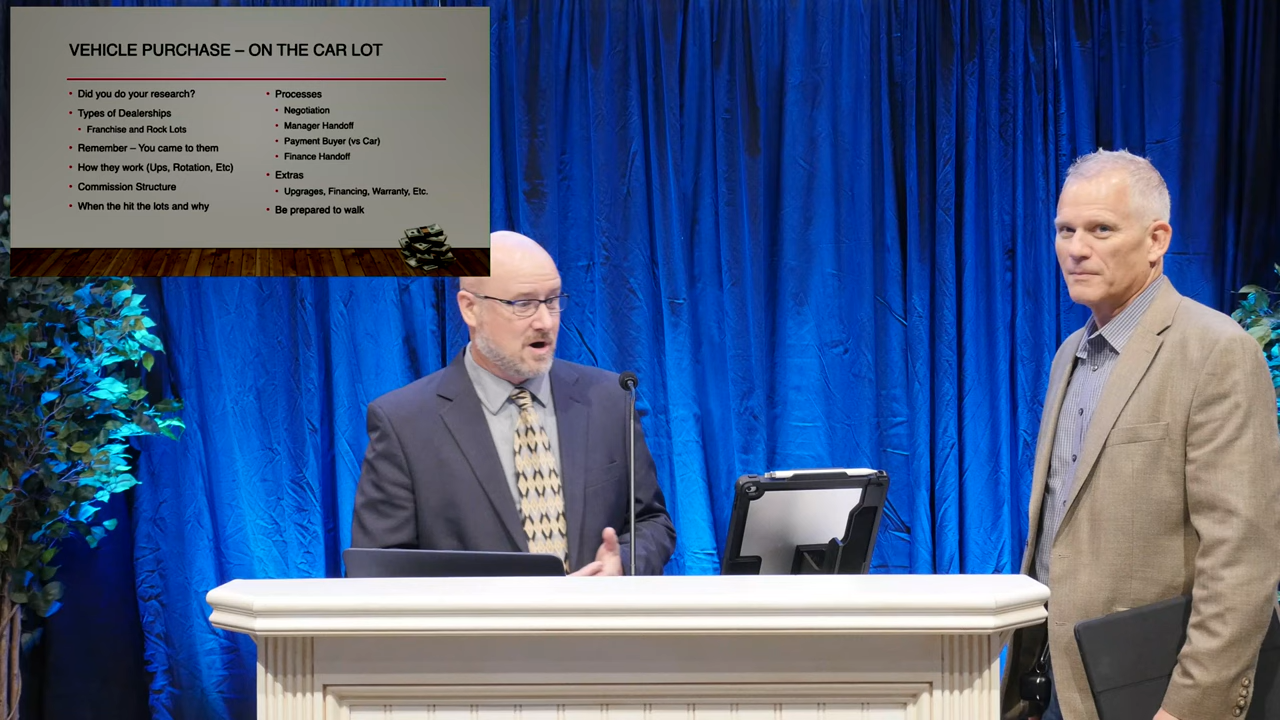 VEHICLE PURCHASE – ON THE CAR LOT
• Did you do your research?
• Types of Dealerships
• Franchise and Rock Lots
• Remember – You came to them
• How they work (Ups, Rotation, Etc)
• Commission Structure
• When the hit the lots and why
• Processes
• Negotiation
• Manager Handoff
• Payment Buyer (vs Car)
• Finance Handoff
• Extras
• Upgrages, Financing, Warranty, Etc.
• Be prepared to walk